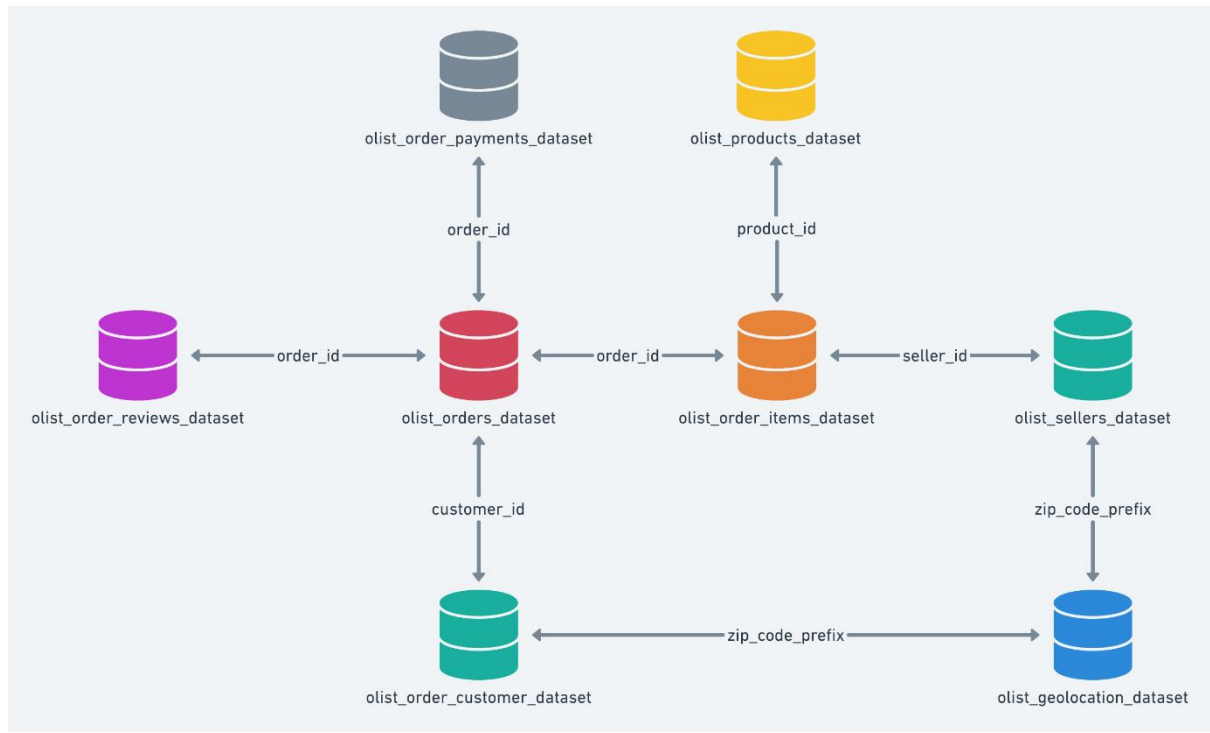 olist_order_payments_dataset
olist_products_dataset
order_id
product_id
order_id
order_id
seller_id
olist_order_reviews_dataset
olist_orders_dataset
olist_order_items_dataset
olist_sellers_dataset
customer_id
zip_code_prefix
zip_code_prefix
olist_order_customer_dataset
olist_geolocation_dataset